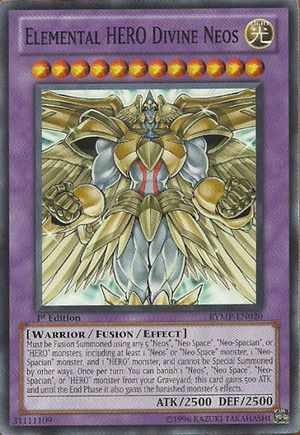 ELEMENTAL HERO DIVINE NEOS
LIGHT
光
1st Edition
RYMP-EN020
[WARRIOR / FUSION / EFFECT]
Must be Fusion Summoned using any 5 "Neos", "Neo Space", "Neo-Spacian", or
"HERO" monsters, including at least 1 "Neos" or "Neo Space" monster, 1 "Neo-
Spacian" monster, and 1 "HERO" monster, and cannot be Special Summoned
by other ways. Once per turn: You can banish 1 "Neos", "Neo Space", "Neo-
Spacian", or "HERO" monster from your Graveyard; this card gains 500 ATK
and until the End Phase it also gains the banished monster's effects.
ATK/2500 DEF/2500
31111109
©1996 KAZUKI TAKAHASHI